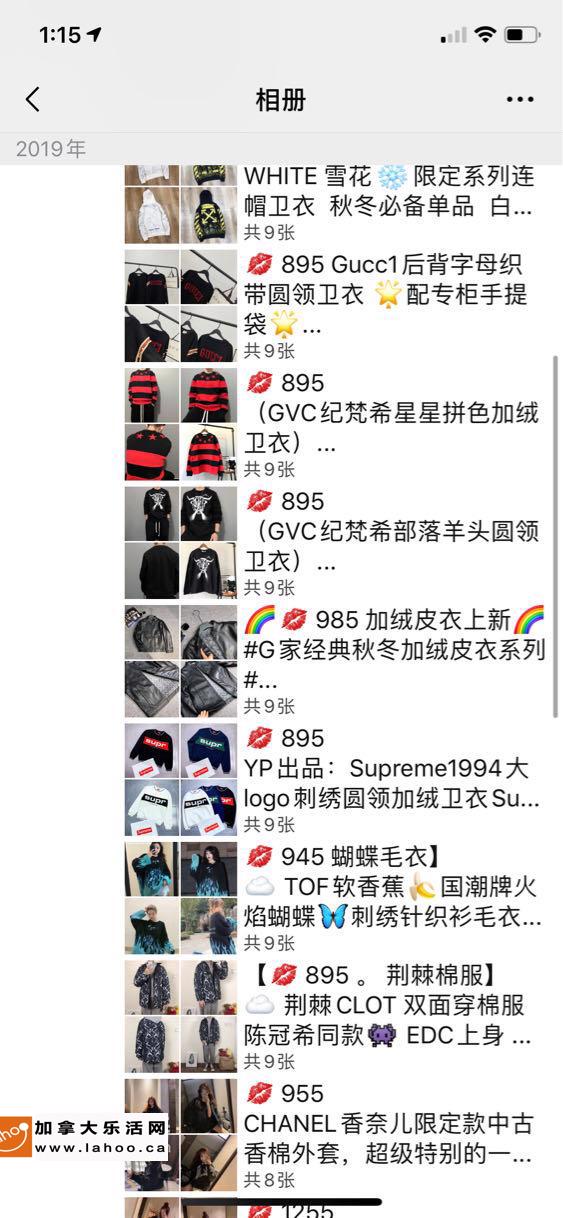 1:15
相册
2019年
WHITE 雪花❄️限定系列连
帽卫衣 秋冬必备单品 白...
共9张
💋 895 Gucc1后背字母织
带圆领卫衣 🌟配专柜手提
袋🌟...
共9张
💋 895
（GVC纪梵希星星拼色加绒
卫衣）...
共9张
💋 895
（GVC纪梵希部落羊头圆领
卫衣）...
共9张
🌈 💋 985 加绒皮衣上新🌈
#G家经典秋冬加绒皮衣系列
#...
共9张
💋 895
YP出品：Supreme1994大
logo刺绣圆领加绒卫衣Su...
共9张
💋 945 蝴蝶毛衣】
☁️ TOF软香蕉🍌国潮牌火
焰蝴蝶🦋刺绣针织衫毛衣...
共9张
【💋 895 。 荆棘棉服】
☁️ 荆棘CLOT 双面穿棉服
陈冠希同款👾 EDC上身 ...
共9张
💋 955
CHANEL香奈儿限定款中古
香棉外套，超级特别的一...
共8张
💋 1255
加拿大乐活网
www.lahoo.ca